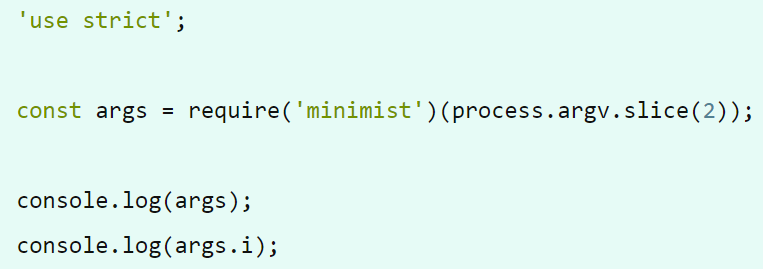 'use strict';
const args = require('minimist')(process.argv.slice(2));
console.log(args);
console.log(args.i);